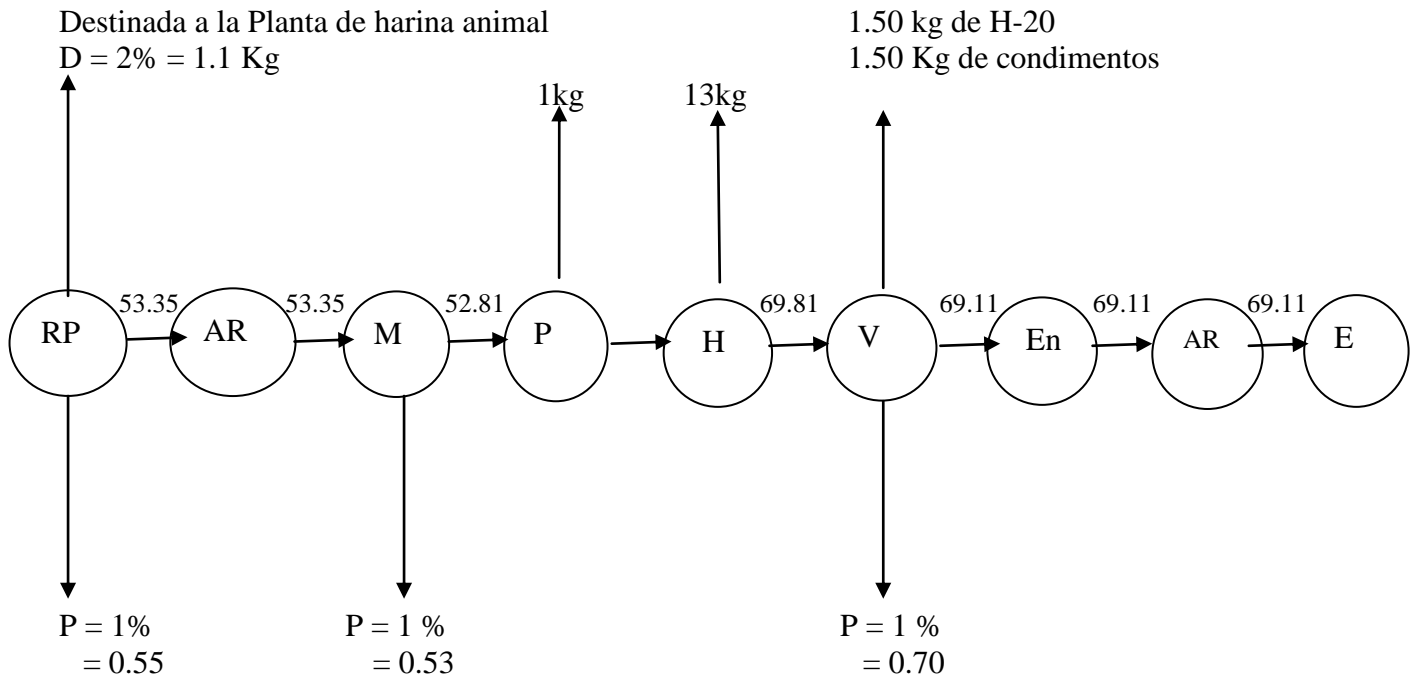 Destinada a la Planta de harina animal
D = 2% = 1.1 Kg
1.50 kg de H-20
1.50 Kg de condimentos
1kg
13kg
53.35
53.35
52.81
69.81
69.11
69.11
69.11
RP
AR
M
P
H
V
En
AR
E
P = 1%
= 0.55
P = 1 %
= 0.53
P = 1 %
= 0.70